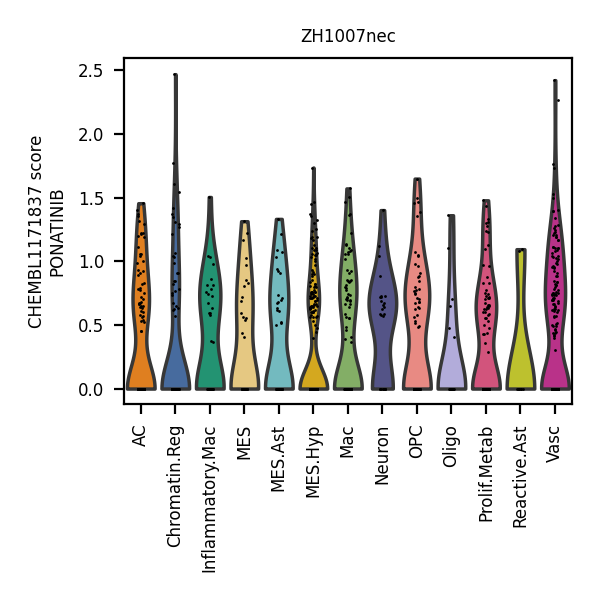 ZH1007nec
CHEMBL1171837 score
PONATINIB
2.5
2.0
1.5
1.0
0.5
0.0
AC
Chromatin.Reg
Inflammatory.Mac
MES
MES.Ast
MES.Hyp
Mac
Neuron
OPC
Oligo
Prolif.Metab
Reactive.Ast
Vasc